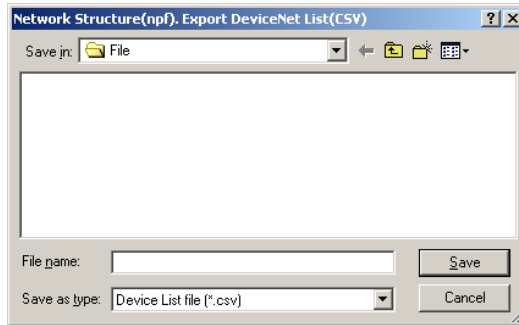 Network Structure(npf). Export DeviceNet List(CSV)
Save in: File
File name: Save
Save as type: Device List file (*.csv) Cancel